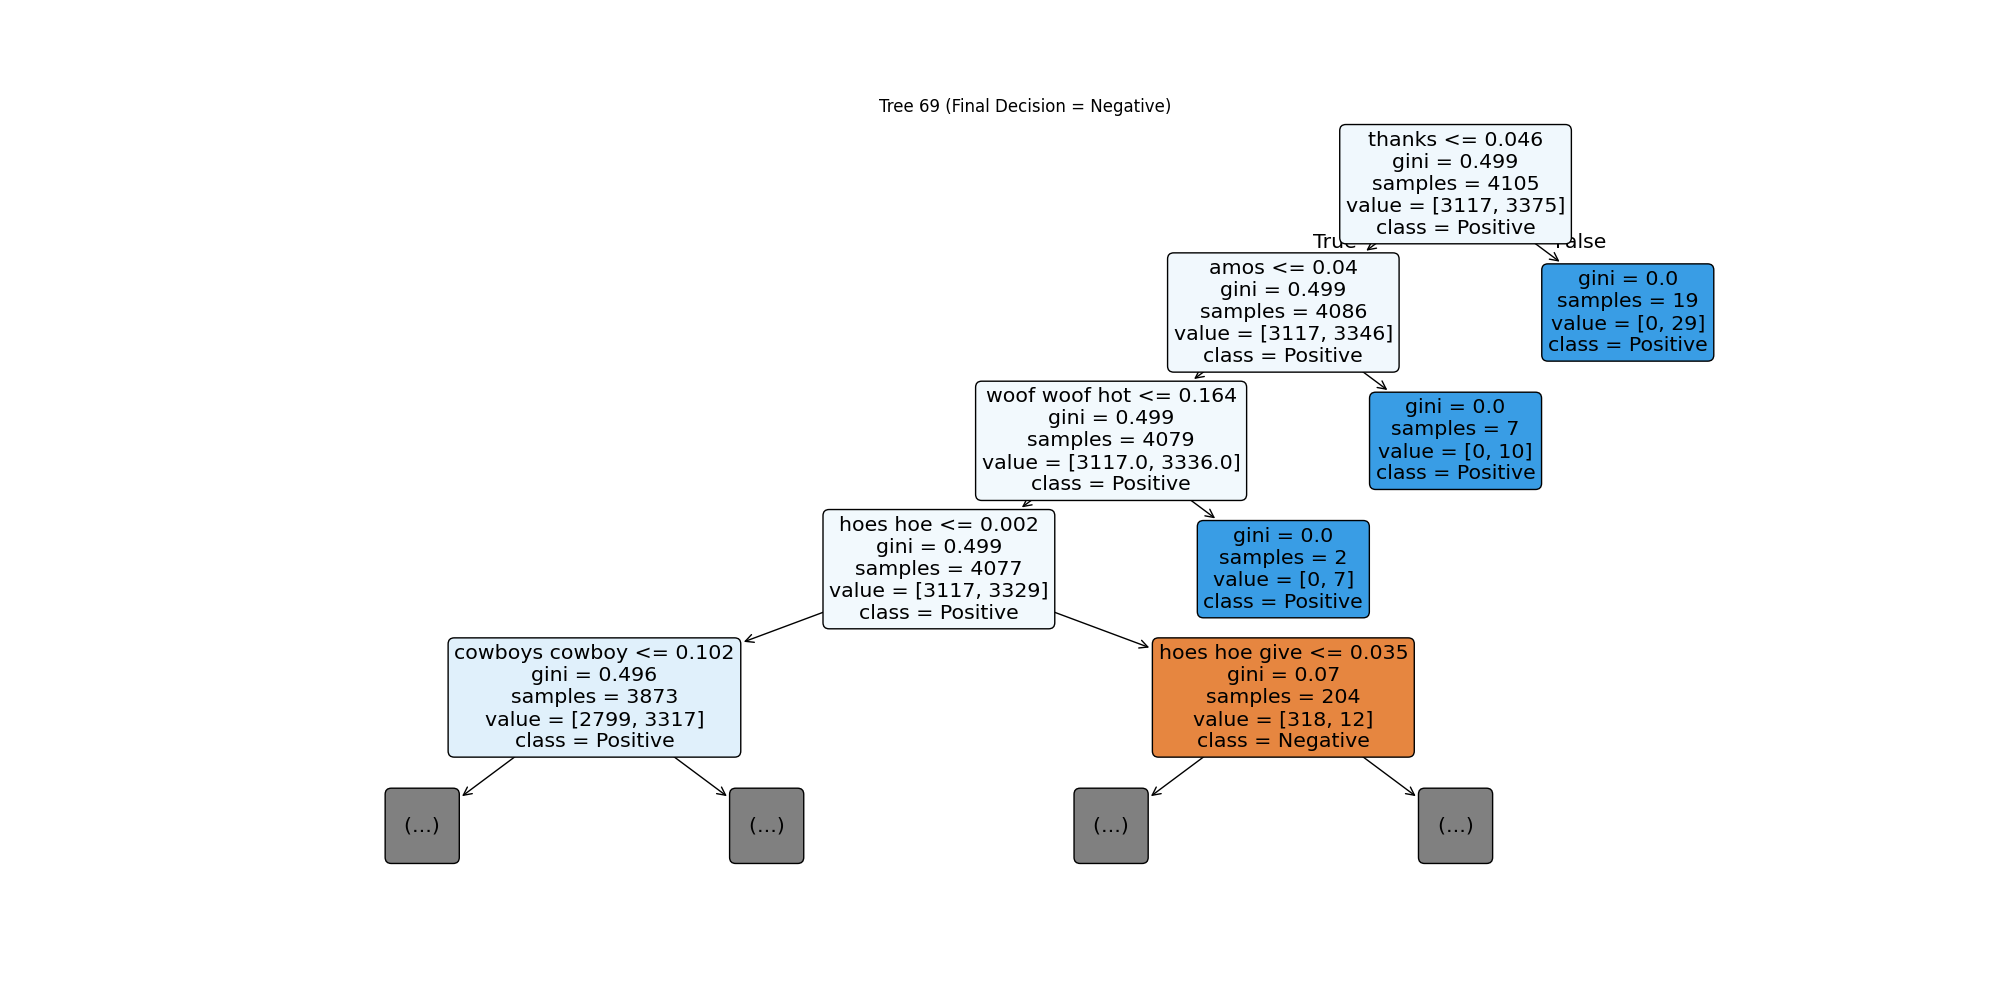 Tree 69 (Final Decision = Negative)
thanks <= 0.046
gini = 0.499
samples = 4105
value = [3117, 3375]
class = Positive
True
False
amos <= 0.04
gini = 0.499
samples = 4086
value = [3117, 3346]
class = Positive
gini = 0.0
samples = 19
value = [0, 29]
class = Positive
woof woof hot <= 0.164
gini = 0.499
samples = 4079
value = [3117.0, 3336.0]
class = Positive
gini = 0.0
samples = 7
value = [0, 10]
class = Positive
hoes hoe <= 0.002
gini = 0.499
samples = 4077
value = [3117, 3329]
class = Positive
gini = 0.0
samples = 2
value = [0, 7]
class = Positive
cowboys cowboy <= 0.102
gini = 0.496
samples = 3873
value = [2799, 3317]
class = Positive
hoes hoe give <= 0.035
gini = 0.07
samples = 204
value = [318, 12]
class = Negative
(...)
(...)
(...)
(...)